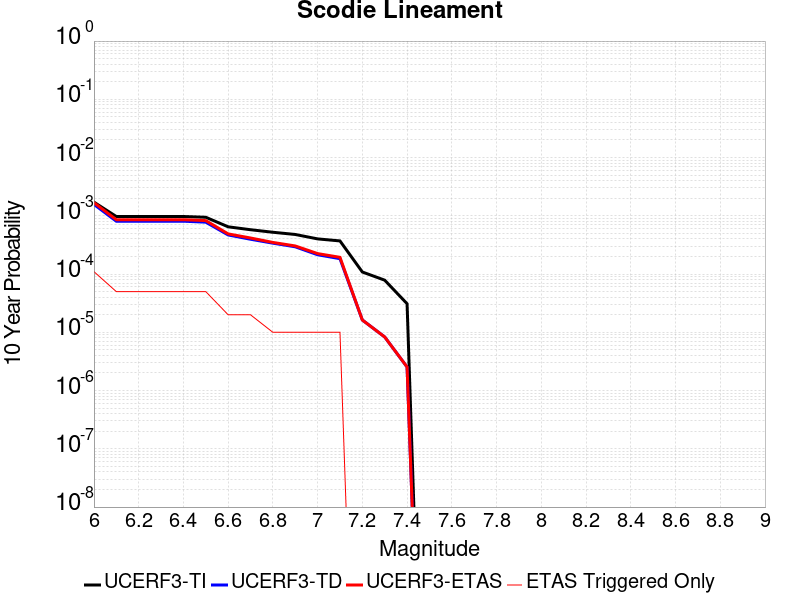 Scodie Lineament
10^0
10^-1
10^-2
10^-3
10^-4
10^-5
10^-6
10^-7
10^-8
10 Year Probability
6 6.2 6.4 6.6 6.8 7 7.2 7.4 7.6 7.8 8 8.2 8.4 8.6 8.8 9
Magnitude
UCERF3-TI UCERF3-TD UCERF3-ETAS ETAS Triggered Only